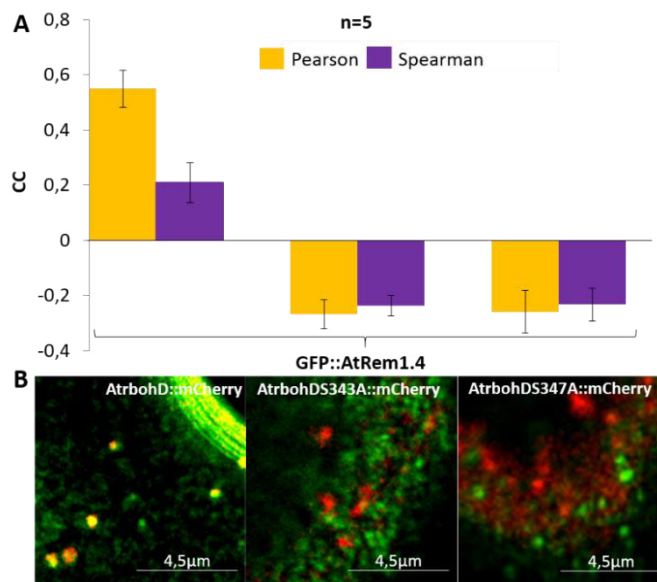 A
n=5
Pearson
Spearman
0,8
0,6
0,4
0,2
0
-0,2
-0,4
CC
GFP::AtRem1.4
B
AtrbohD::mCherry
AtrbohDS343A::mCherry
AtrbohDS347A::mCherry
4,5µm
4,5µm
4,5µm